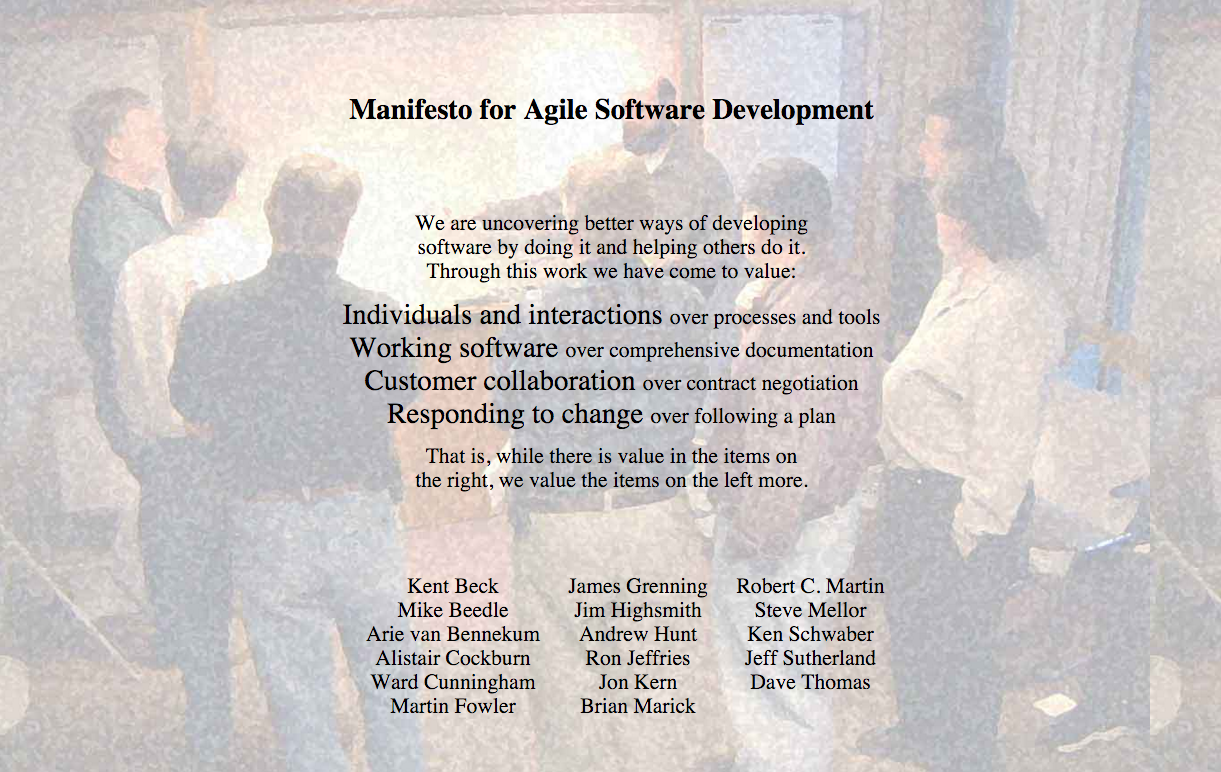 Manifesto for Agile Software Development
We are uncovering better ways of developing
software by doing it and helping others do it.
Through this work we have come to value:
Individuals and interactions over processes and tools
Working software over comprehensive documentation
Customer collaboration over contract negotiation
Responding to change over following a plan
That is, while there is value in the items on
the right, we value the items on the left more.
Kent Beck
Mike Beedle
Arie van Bennekum
Alistair Cockburn
Ward Cunningham
Martin Fowler
James Grenning
Jim Highsmith
Andrew Hunt
Ron Jeffries
Jon Kern
Brian Marick
Robert C. Martin
Steve Mellor
Ken Schwaber
Jeff Sutherland
Dave Thomas